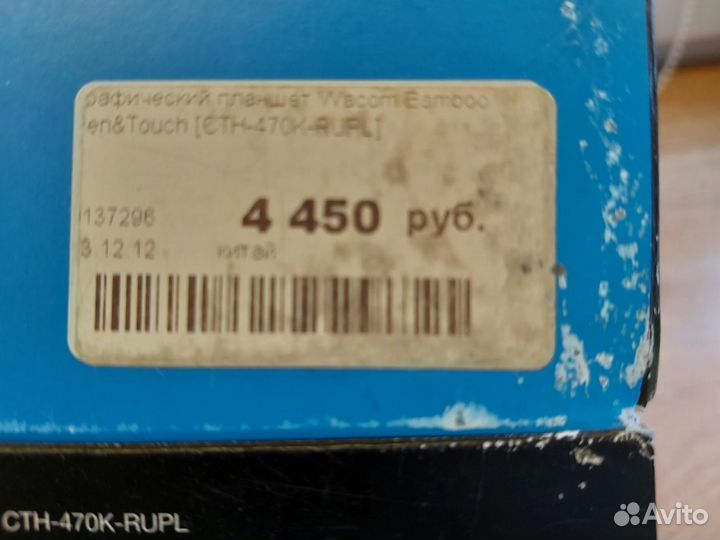 рафический планшет Wacom Bamboo
en&Touch [CTH-470K-RUPL]
137296 4 450 руб.
3.12.12 китай
CTH-470K-RUPL
Avito